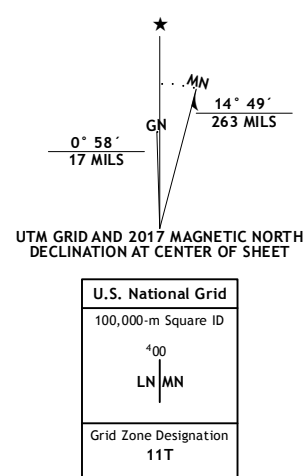 ★
MN
GN
0° 58´
17 MILS
14° 49´
263 MILS
UTM GRID AND 2017 MAGNETIC NORTH
DECLINATION AT CENTER OF SHEET
U.S. National Grid
100,000-m Square ID
⁴00
LN MN
Grid Zone Designation
11T